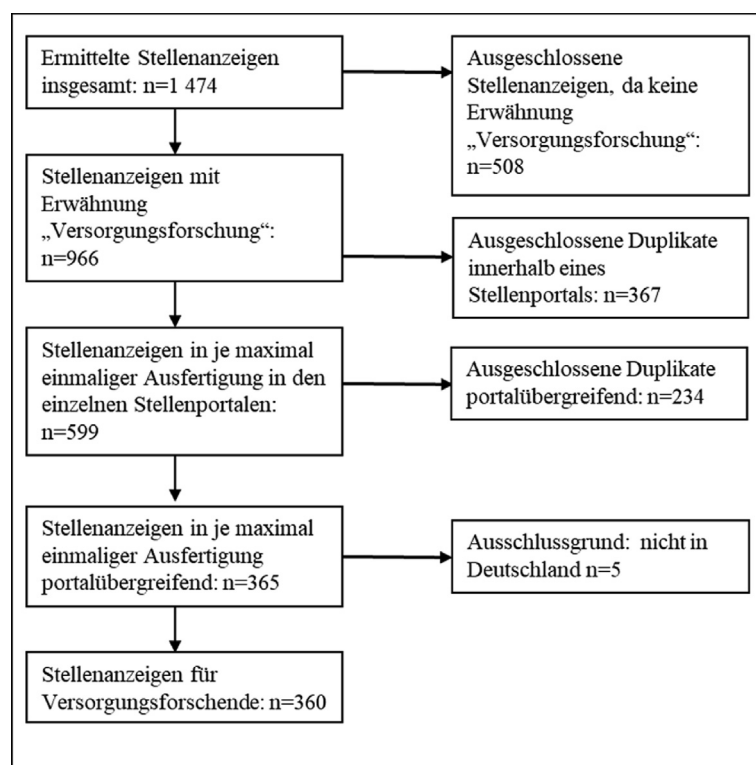 Ermittelte Stellenanzeigen
insgesamt: n=1 474
Ausgeschlossene
Stellenanzeigen, da keine
Erwähnung
„Versorgungsforschung“:
n=508
Stellenanzeigen mit
Erwähnung
„Versorgungsforschung“:
n=966
Ausgeschlossene Duplikate
innerhalb eines
Stellenportals: n=367
Stellenanzeigen in je maximal
einmaliger Ausfertigung in den
einzelnen Stellenportalen:
n=599
Ausgeschlossene Duplikate
portalübergreifend: n=234
Stellenanzeigen in je maximal
einmaliger Ausfertigung
portalübergreifend: n=365
Ausschlussgrund: nicht in
Deutschland n=5
Stellenanzeigen für
Versorgungsforschende: n=360